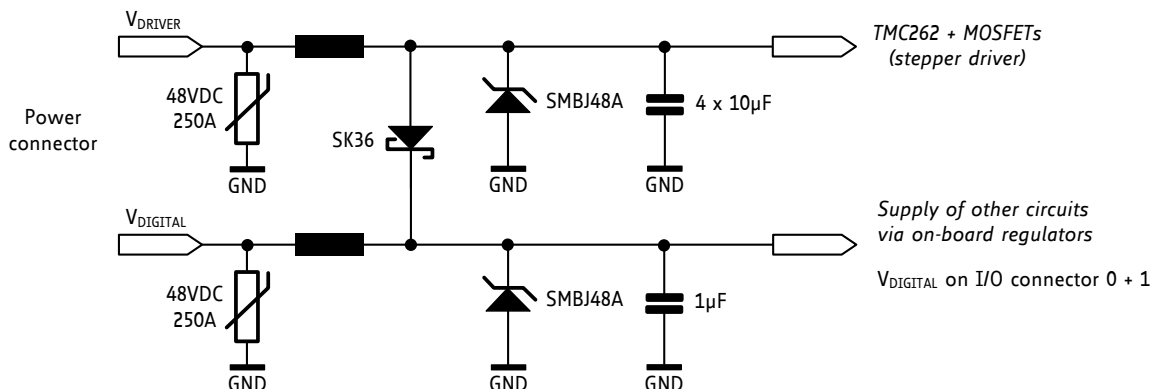 VDRIVER
TMC262 + MOSFETs
(stepper driver)
48VDC
250A
SMBJ48A
4 x 10µF
Power
connector
SK36
GND
GND
GND
VDIGITAL
Supply of other circuits
via on-board regulators
VDIGITAL on I/O connector 0 + 1
48VDC
250A
SMBJ48A
1µF
GND
GND
GND